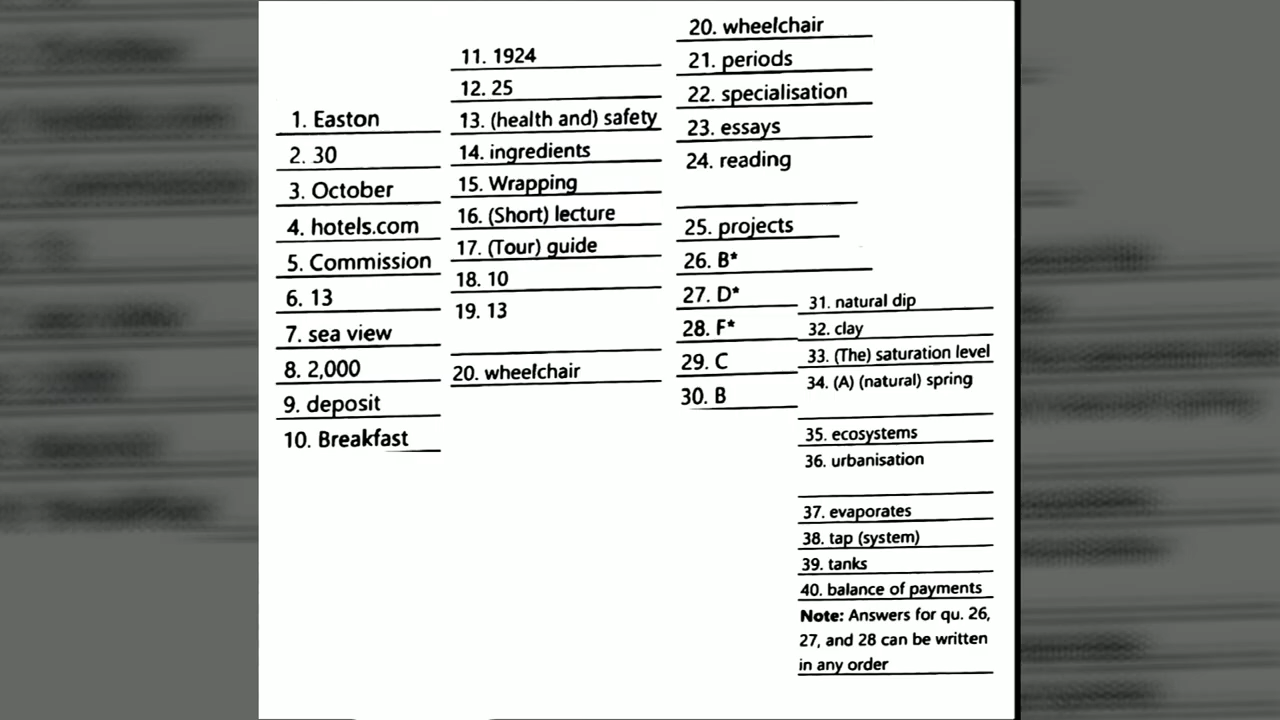 1. Easton
2. 30
3. October
4. hotels.com
5. Commission
6. 13
7. sea view
8. 2,000
9. deposit
10. Breakfast
11. 1924
12. 25
13. (health and) safety
14. ingredients
15. Wrapping
16. (Short) lecture
17. (Tour) guide
18. 10
19. 13
20. wheelchair
20. wheelchair
21. periods
22. specialisation
23. essays
24. reading
25. projects
26. B*
27. D*
28. F*
29. C
30. B
31. natural dip
32. clay
33. (The) saturation level
34. (A) (natural) spring
35. ecosystems
36. urbanisation
37. evaporates
38. tap (system)
39. tanks
40. balance of payments
Note: Answers for qu. 26,
27, and 28 can be written
in any order